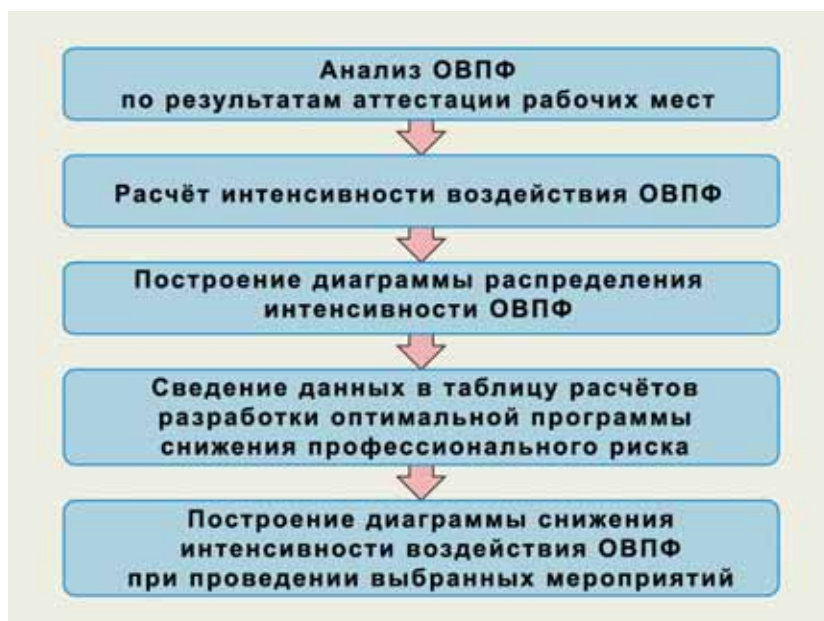 Анализ ОВПФ
по результатам аттестации рабочих мест
Расчёт интенсивности воздействия ОВПФ
Построение диаграммы распределения
интенсивности ОВПФ
Сведение данных в таблицу расчётов
разработки оптимальной программы
снижения профессионального риска
Построение диаграммы снижения
интенсивности воздействия ОВПФ
при проведении выбранных мероприятий